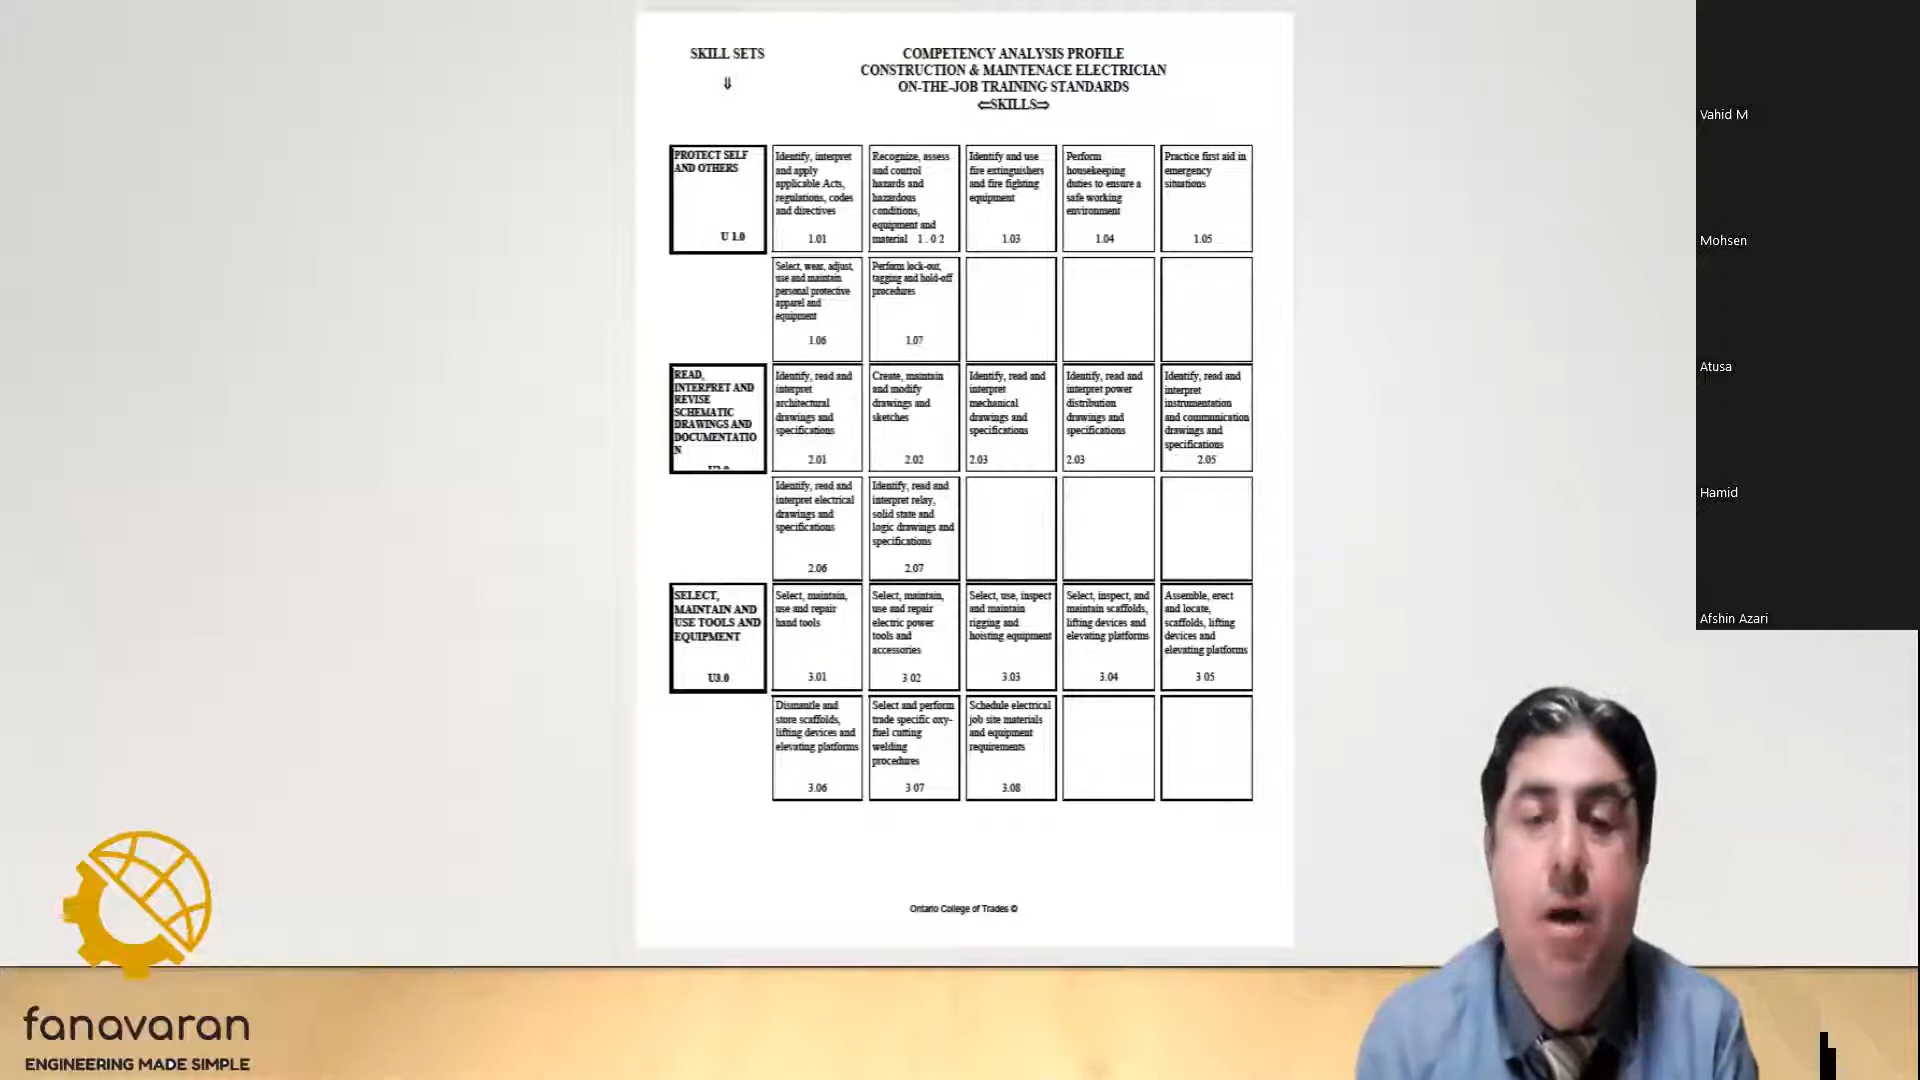 SKILL SETS
⇓
COMPETENCY ANALYSIS PROFILE
CONSTRUCTION & MAINTENACE ELECTRICIAN
ON-THE-JOB TRAINING STANDARDS
⇐SKILLS⇒
PROTECT SELF
AND OTHERS
U 1.0
Identify, interpret
and apply
applicable Acts,
regulations, codes
and directives
1.01
Recognize, assess
and control
hazards and
hazardous
conditions,
equipment and
material 1 . 0 2
Identify and use
fire extinguishers
and fire fighting
equipment
1.03
Perform
housekeeping
duties to ensure a
safe working
environment
1.04
Practice first aid in
emergency
situations
1.05
Select, wear, adjust,
use and maintain
personal protective
apparel and
equipment
1.06
Perform lock-out,
tagging and hold-off
procedures
1.07
READ,
INTERPRET AND
REVISE
SCHEMATIC
DRAWINGS AND
DOCUMENTATIO
N
Identify, read and
interpret
architectural
drawings and
specifications
2.01
Create, maintain
and modify
drawings and
sketches
2.02
Identify, read and
interpret
mechanical
drawings and
specifications
2.03
Identify, read and
interpret power
distribution
drawings and
specifications
2.03
Identify, read and
interpret
instrumentation
and communication
drawings and
specifications
2.05
Identify, read and
interpret electrical
drawings and
specifications
2.06
Identify, read and
interpret relay,
solid state and
logic drawings and
specifications
2.07
SELECT,
MAINTAIN AND
USE TOOLS AND
EQUIPMENT
U3.0
Select, maintain,
use and repair
hand tools
3.01
Select, maintain,
use and repair
electric power
tools and
accessories
3 02
Select, use, inspect
and maintain
rigging and
hoisting equipment
3.03
Select, inspect, and
maintain scaffolds,
lifting devices and
elevating platforms
3.04
Assemble, erect
and locate,
scaffolds, lifting
devices and
elevating platforms
3 05
Dismantle and
store scaffolds,
lifting devices and
elevating platforms
3.06
Select and perform
trade specific oxy-
fuel cutting
welding
procedures
3 07
Schedule electrical
job site materials
and equipment
requirements
3.08
Ontario College of Trades ©
fanavaran
ENGINEERING MADE SIMPLE
Vahid M
Mohsen
Atusa
Hamid
Afshin Azari